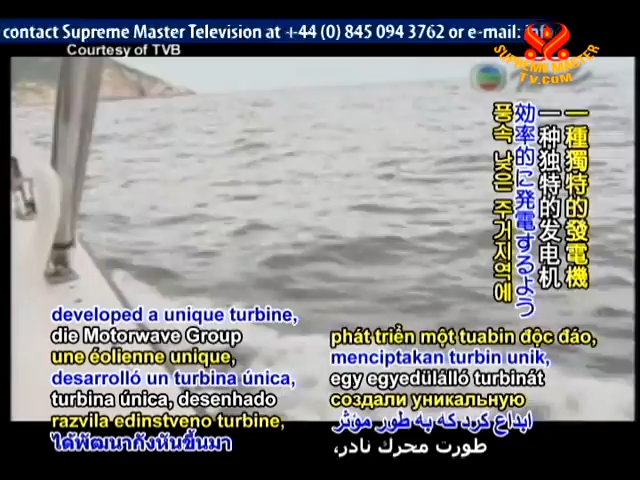 contact Supreme Master Television at +44 (0) 845 094 3762 or e-mail: inf
Courtesy of TVB
SUPREME MASTER
TV.COM
一種獨特的發電機
一种独特的发电机
効率的に発電するよう
풍속 낮은 주거지역에
developed a unique turbine,
die Motorwave Group
une éolienne unique,
desarrolló un turbina única,
turbina única, desenhado
razvila edinstveno turbine,
ได้พัฒนากังหันขึ้นมา
phát triển một tuabin độc đáo,
menciptakan turbin unik,
egy egyedülálló turbinát
создали уникальную
ابداع کرد که به طور مؤثر
طورت محرك نادر،